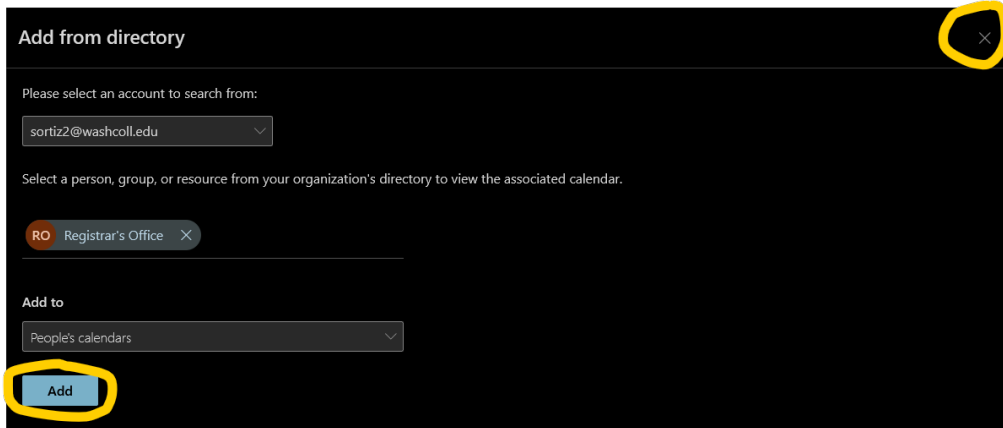 Add from directory
Please select an account to search from:
sortiz2@washcoll.edu
Select a person, group, or resource from your organization's directory to view the associated calendar.
RO Registrar's Office
Add to
People's calendars
Add